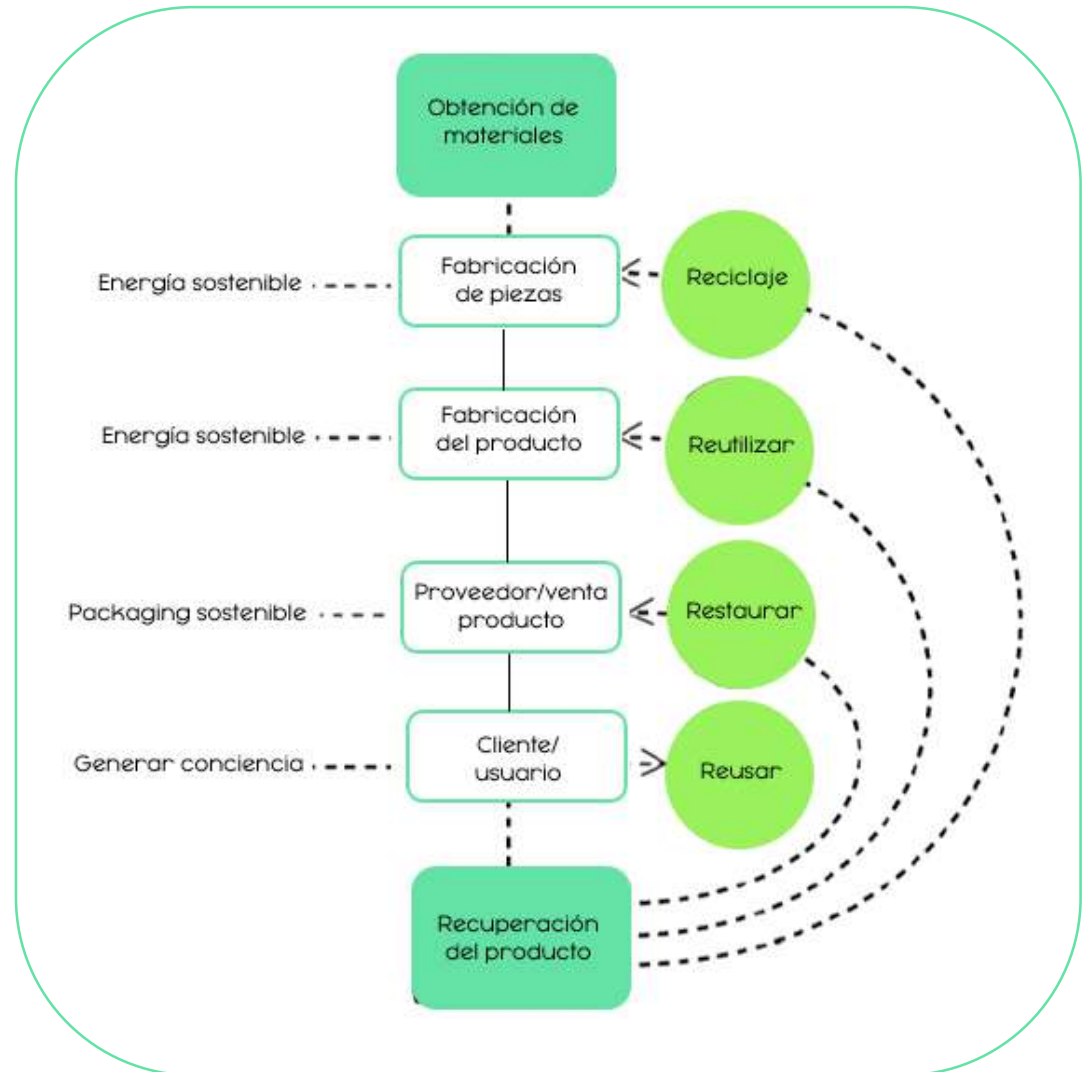 Obtención de
materiales
Energía sostenible
Fabricación
de piezas
Reciclaje
Energía sostenible
Fabricación
del producto
Reutilizar
Packaging sostenible
Proveedor/venta
producto
Restaurar
Generar conciencia
Cliente/
usuario
Reusar
Recuperación
del producto